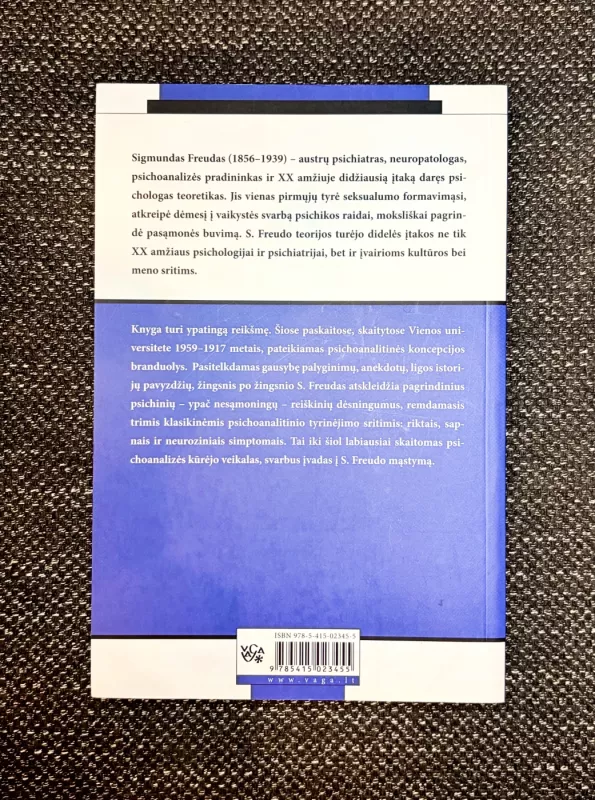 Sigmundas Freudas (1856–1939) – austrų psichiatras, neuropatologas,
psichoanalizės pradininkas ir XX amžiuje didžiausią įtaką daręs psi-
chologas teoretikas. Jis vienas pirmųjų tyrė seksualumo formavimąsi,
atkreipė dėmesį į vaikystės svarbą psichikos raidai, moksliškai pagrin-
dė pasąmonės buvimą. S. Freudo teorijos turėjo didelės įtakos ne tik
XX amžiaus psichologijai ir psichiatrijai, bet ir įvairioms kultūros bei
meno sritims.
Knyga turi ypatingą reikšmę. Šiose paskaitose, skaitytose Vienos uni-
versitete 1959–1917 metais, pateikiamas psichoanalitinės koncepcijos
branduolys. Pasitelkdamas gausybę palyginimų, anekdotų, ligos istori-
jų pavyzdžių, žingsnis po žingsnio S. Freudas atskleidžia pagrindinius
psichinių – ypač nesąmoningų – reiškinių dėsningumus, remdamasis
trimis klasikinėmis psichoanalitinio tyrinėjimo sritimis: riktais, sap-
nais ir neuroziniais simptomais. Tai iki šiol labiausiai skaitomas psi-
choanalizės kūrėjo veikalas, svarbus įvadas į S. Freudo mąstymą.
ISBN 978-5-415-02345-5
VAGA
9 785415 023455
www.vaga.lt